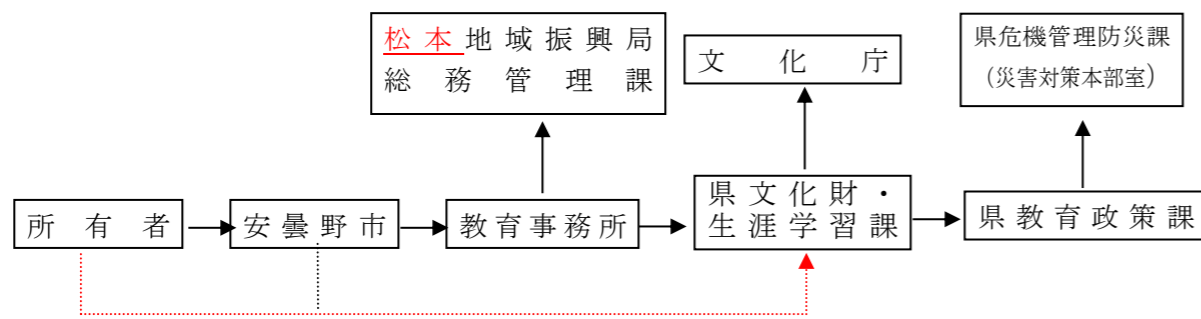 松本地域振興局
総務管理課
文化庁
県危機管理防災課
(災害対策本部室)
所有者
安曇野市
教育事務所
県文化財・
生涯学習課
県教育政策課